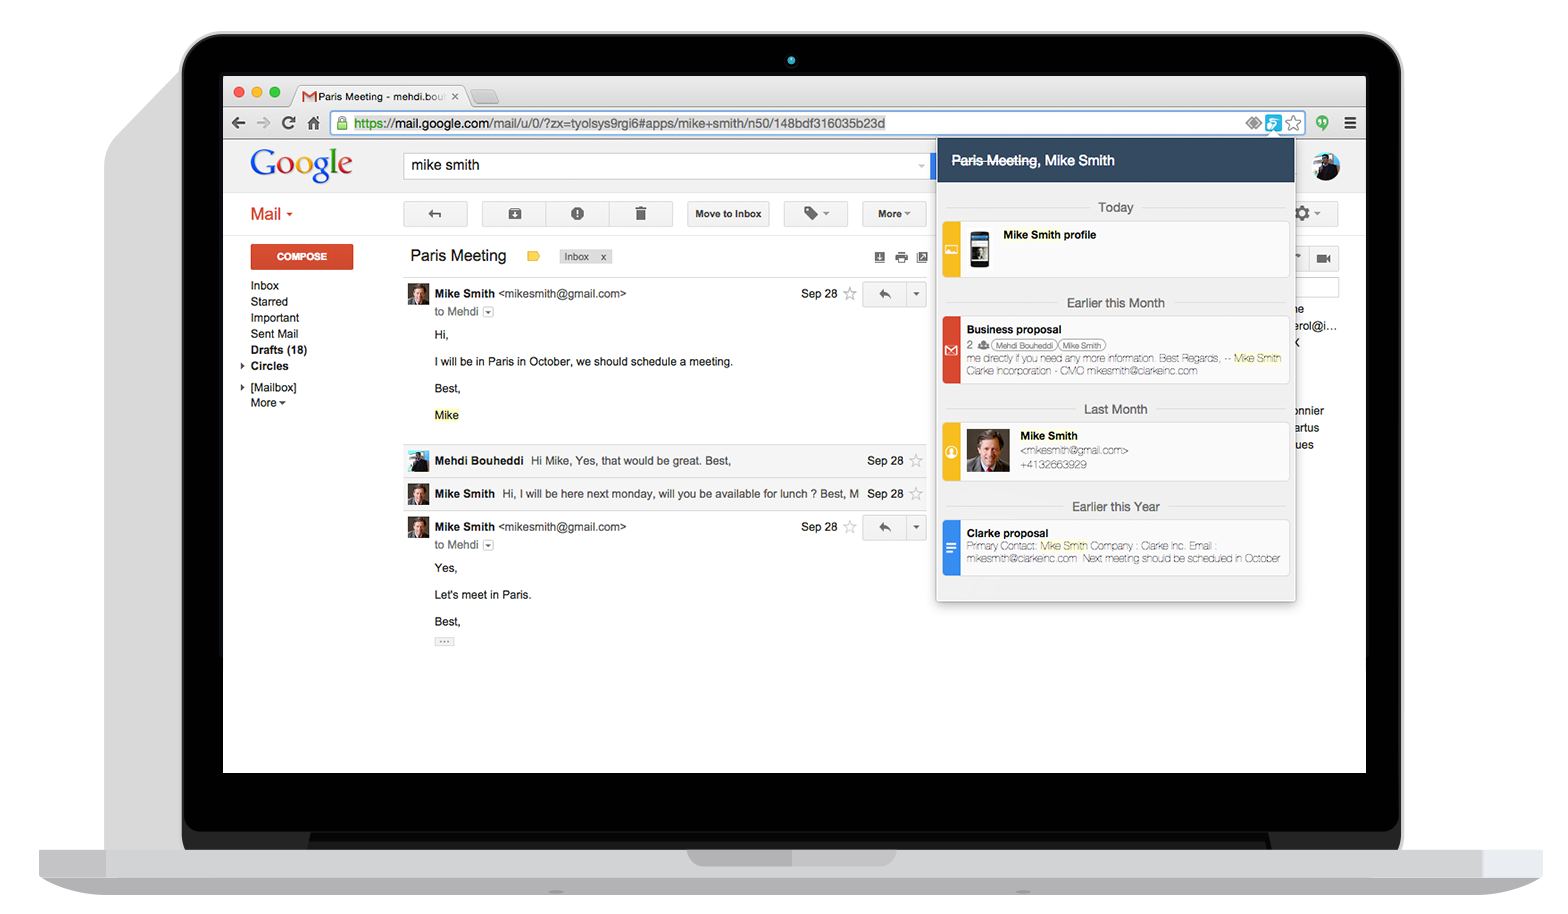 Paris Meeting - mehdi.bou
https://mail.google.com/mail/u/0/?zx=tyolsys9rgi6#apps/mike+smith/n50/148bdf316035b23d
Google
mike smith
Mail
Move to Inbox
More
COMPOSE
Inbox
Starred
Important
Sent Mail
Drafts (18)
Circles
[Mailbox]
More
Paris Meeting
Inbox x
Mike Smith <mikesmith@gmail.com>
Sep 28
to Mehdi
Hi,
I will be in Paris in October, we should schedule a meeting.
Best,
Mike
Mehdi Bouheddi Hi Mike, Yes, that would be great. Best,
Sep 28
Mike Smith Hi, I will be here next monday, will you be available for lunch ? Best, M
Sep 28
Mike Smith <mikesmith@gmail.com>
Sep 28
to Mehdi
Yes,
Let's meet in Paris.
Best,
Paris Meeting, Mike Smith
Today
Mike Smith profile
Earlier this Month
Business proposal
2 Mehdi Bouheddi Mike Smith
me directly if you need any more information. Best Regards, -- Mike Smith
Clarke Incorporation - CMO mikesmith@clarkeinc.com
Last Month
Mike Smith
<mikesmith@gmail.com>
+4132663929
Earlier this Year
Clarke proposal
Primary Contact: Mike Smith Company : Clarke Inc. Email :
mikesmith@clarkeinc.com Next meeting should be scheduled in October
ne
erol@i...
onnier
artus
ues